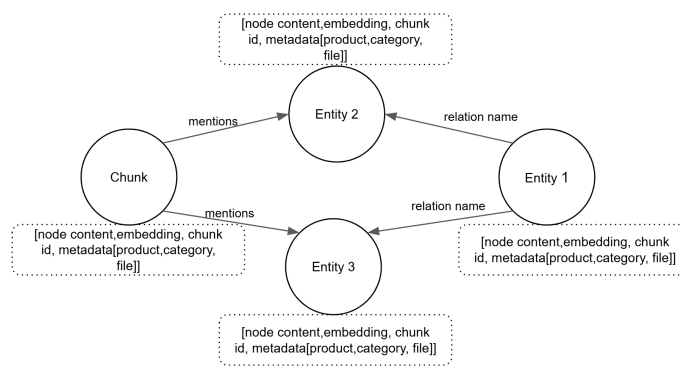 [node content,embedding, chunk
id, metadata[product,category,
file]]
Entity 2
mentions
relation name
Chunk
Entity 1
mentions
relation name
[node content,embedding, chunk
id, metadata[product,category,
file]]
[node content,embedding, chunk
id, metadata[product,category, file]]
Entity 3
[node content,embedding, chunk
id, metadata[product,category, file]]